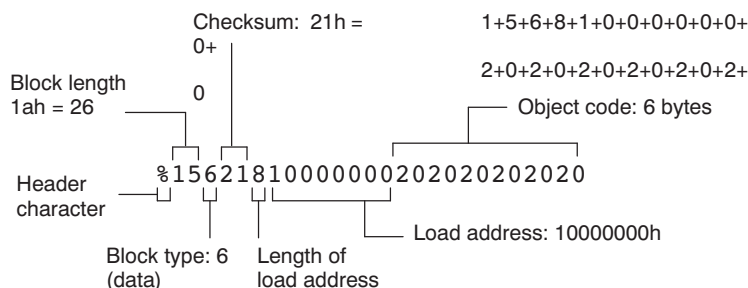 Checksum: 21h = 1+5+6+8+1+0+0+0+0+0+0+
0+
2+0+2+0+2+0+2+0+2+0+2+
0
Block length
1ah = 26
Object code: 6 bytes
%15621810000000202020202020
Header
character
Load address: 10000000h
Block type: 6
(data)
Length of
load address